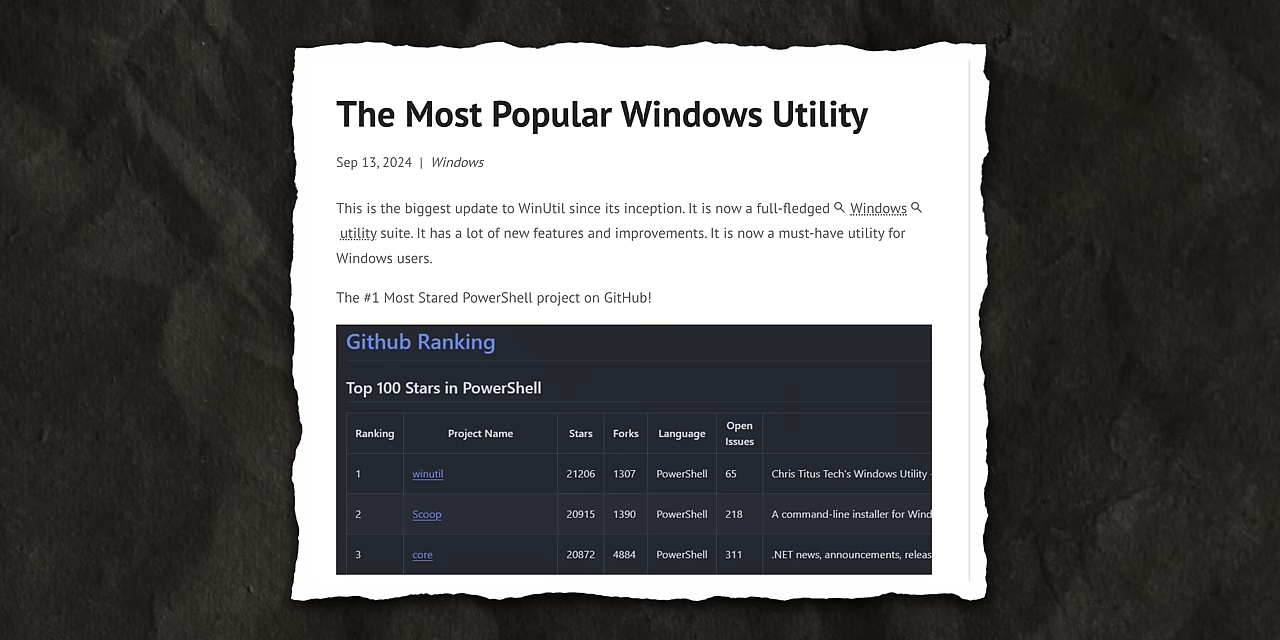 The Most Popular Windows Utility
Sep 13, 2024 | Windows
This is the biggest update to WinUtil since its inception. It is now a full-fledged Windows
utility suite. It has a lot of new features and improvements. It is now a must-have utility for
Windows users.
The #1 Most Stared PowerShell project on GitHub!
Github Ranking
Top 100 Stars in PowerShell
Ranking Project Name Stars Forks Language Open Issues
1 winutil 21206 1307 PowerShell 65 Chris Titus Tech's Windows Utility -
2 Scoop 20915 1390 PowerShell 218 A command-line installer for Wind
3 core 20872 4884 PowerShell 311 .NET news, announcements, releas